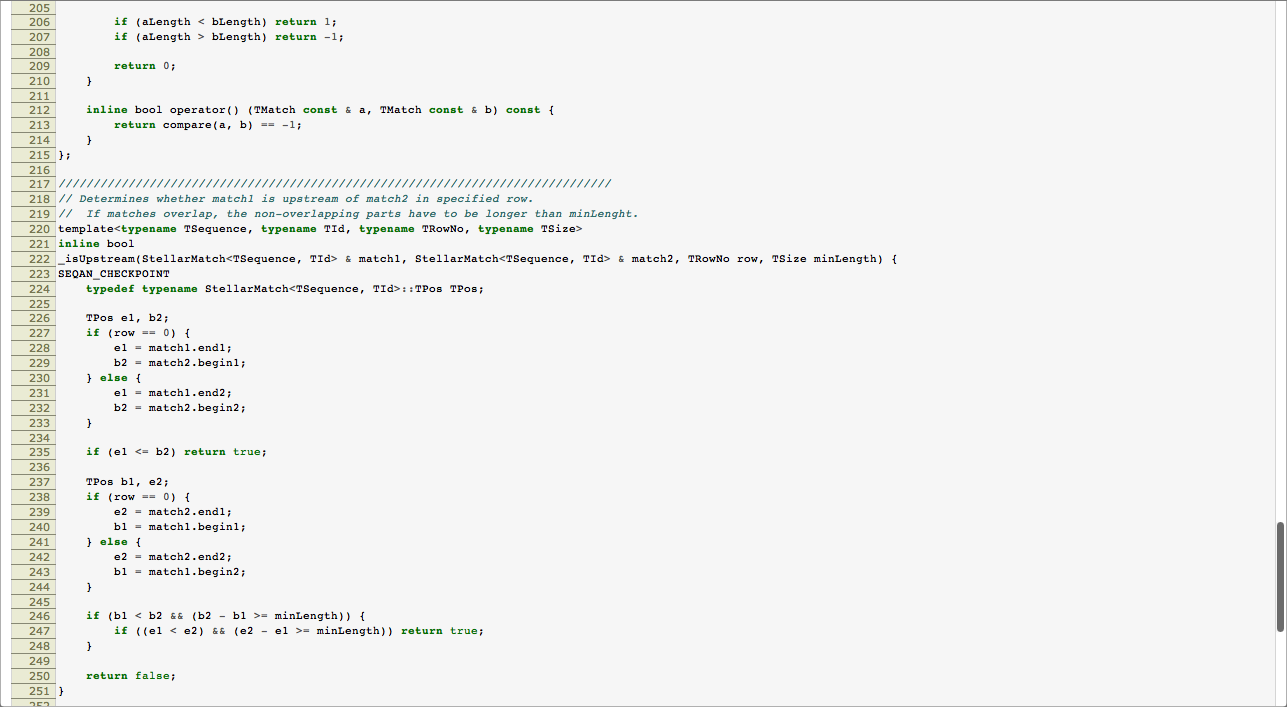 205
206 if (aLength < bLength) return 1;
207 if (aLength > bLength) return -1;
208
209 return 0;
210 }
211
212 inline bool operator() (TMatch const & a, TMatch const & b) const {
213 return compare(a, b) == -1;
214 }
215 };
216
217 ///////////////////////////////////////////////////////////////////////////////
218 // Determines whether match1 is upstream of match2 in specified row.
219 //  If matches overlap, the non-overlapping parts have to be longer than minLenght.
220 template<typename TSequence, typename TId, typename TRowNo, typename TSize>
221 inline bool
222 _isUpstream(StellarMatch<TSequence, TId> & match1, StellarMatch<TSequence, TId> & match2, TRowNo row, TSize minLength) {
223 SEQAN_CHECKPOINT
224 typedef typename StellarMatch<TSequence, TId>::TPos TPos;
225
226 TPos e1, b2;
227 if (row == 0) {
228 e1 = match1.end1;
229 b2 = match2.begin1;
230 } else {
231 e1 = match1.end2;
232 b2 = match2.begin2;
233 }
234
235 if (e1 <= b2) return true;
236
237 TPos b1, e2;
238 if (row == 0) {
239 e2 = match2.end1;
240 b1 = match1.begin1;
241 } else {
242 e2 = match2.end2;
243 b1 = match1.begin2;
244 }
245
246 if (b1 < b2 && (b2 - b1 >= minLength)) {
247 if ((e1 < e2) && (e2 - e1 >= minLength)) return true;
248 }
249
250 return false;
251 }
252